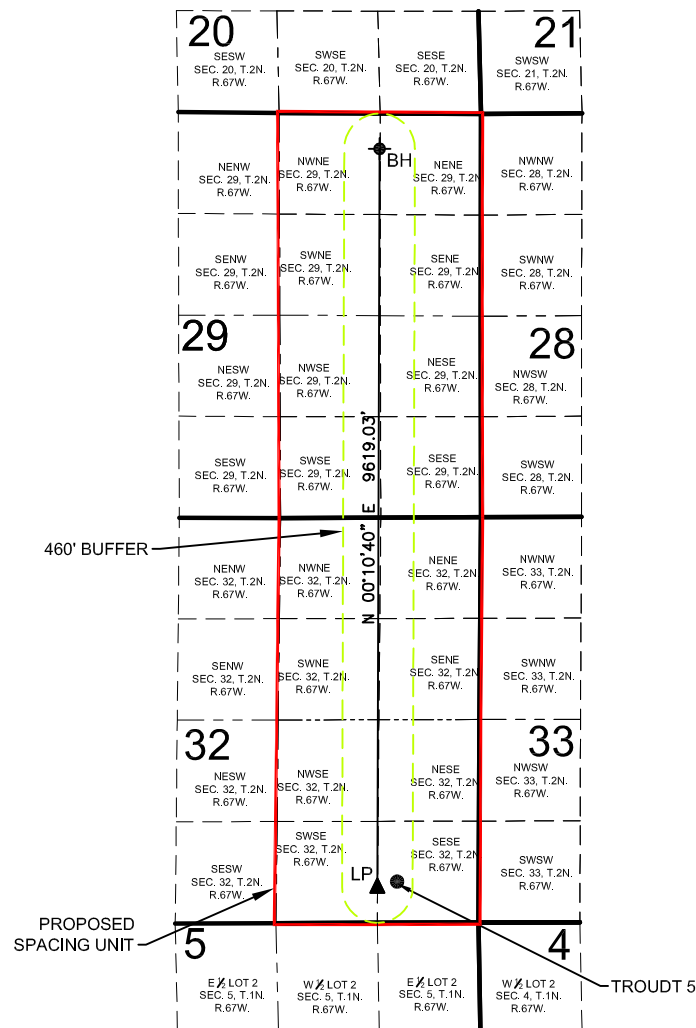 20
SESW
SEC. 20, T.2N.
R.67W.
SWSE
SEC. 20, T.2N.
R.67W.
SESE
SEC. 20, T.2N.
R.67W.
21
SWSW
SEC. 21, T.2N.
R.67W.
NENW
SEC. 29, T.2N.
R.67W.
NWNE
SEC. 29, T.2N.
R.67W.
BH
NENE
SEC. 29, T.2N.
R.67W.
NWNW
SEC. 28, T.2N.
R.67W.
SENW
SEC. 29, T.2N.
R.67W.
SWNE
SEC. 29, T.2N.
R.67W.
SENE
SEC. 29, T.2N.
R.67W.
SWNW
SEC. 28, T.2N.
R.67W.
29
NESW
SEC. 29, T.2N.
R.67W.
NWSE
SEC. 29, T.2N.
R.67W.
NESE
SEC. 29, T.2N.
R.67W.
28
NWSW
SEC. 28, T.2N.
R.67W.
SESW
SEC. 29, T.2N.
R.67W.
SWSE
SEC. 29, T.2N.
R.67W.
N 00°10'40" E 9619.03'
SESE
SEC. 29, T.2N.
R.67W.
SWSW
SEC. 28, T.2N.
R.67W.
460' BUFFER
NENW
SEC. 32, T.2N.
R.67W.
NWNE
SEC. 32, T.2N.
R.67W.
NENE
SEC. 32, T.2N.
R.67W.
NWNW
SEC. 33, T.2N.
R.67W.
SENW
SEC. 32, T.2N.
R.67W.
SWNE
SEC. 32, T.2N.
R.67W.
SENE
SEC. 32, T.2N.
R.67W.
SWNW
SEC. 33, T.2N.
R.67W.
32
NESW
SEC. 32, T.2N.
R.67W.
NWSE
SEC. 32, T.2N.
R.67W.
NESE
SEC. 32, T.2N.
R.67W.
33
NWSW
SEC. 33, T.2N.
R.67W.
SESW
SEC. 32, T.2N.
R.67W.
SWSE
SEC. 32, T.2N.
R.67W.
LP
SESE
SEC. 32, T.2N.
R.67W.
SWSW
SEC. 33, T.2N.
R.67W.
PROPOSED
SPACING UNIT
5
E ½ LOT 2
SEC. 5, T.1N.
R.67W.
W ½ LOT 2
SEC. 5, T.1N.
R.67W.
E ½ LOT 2
SEC. 5, T.1N.
R.67W.
4
W ½ LOT 2
SEC. 4, T.1N.
R.67W.
TROUDT 5